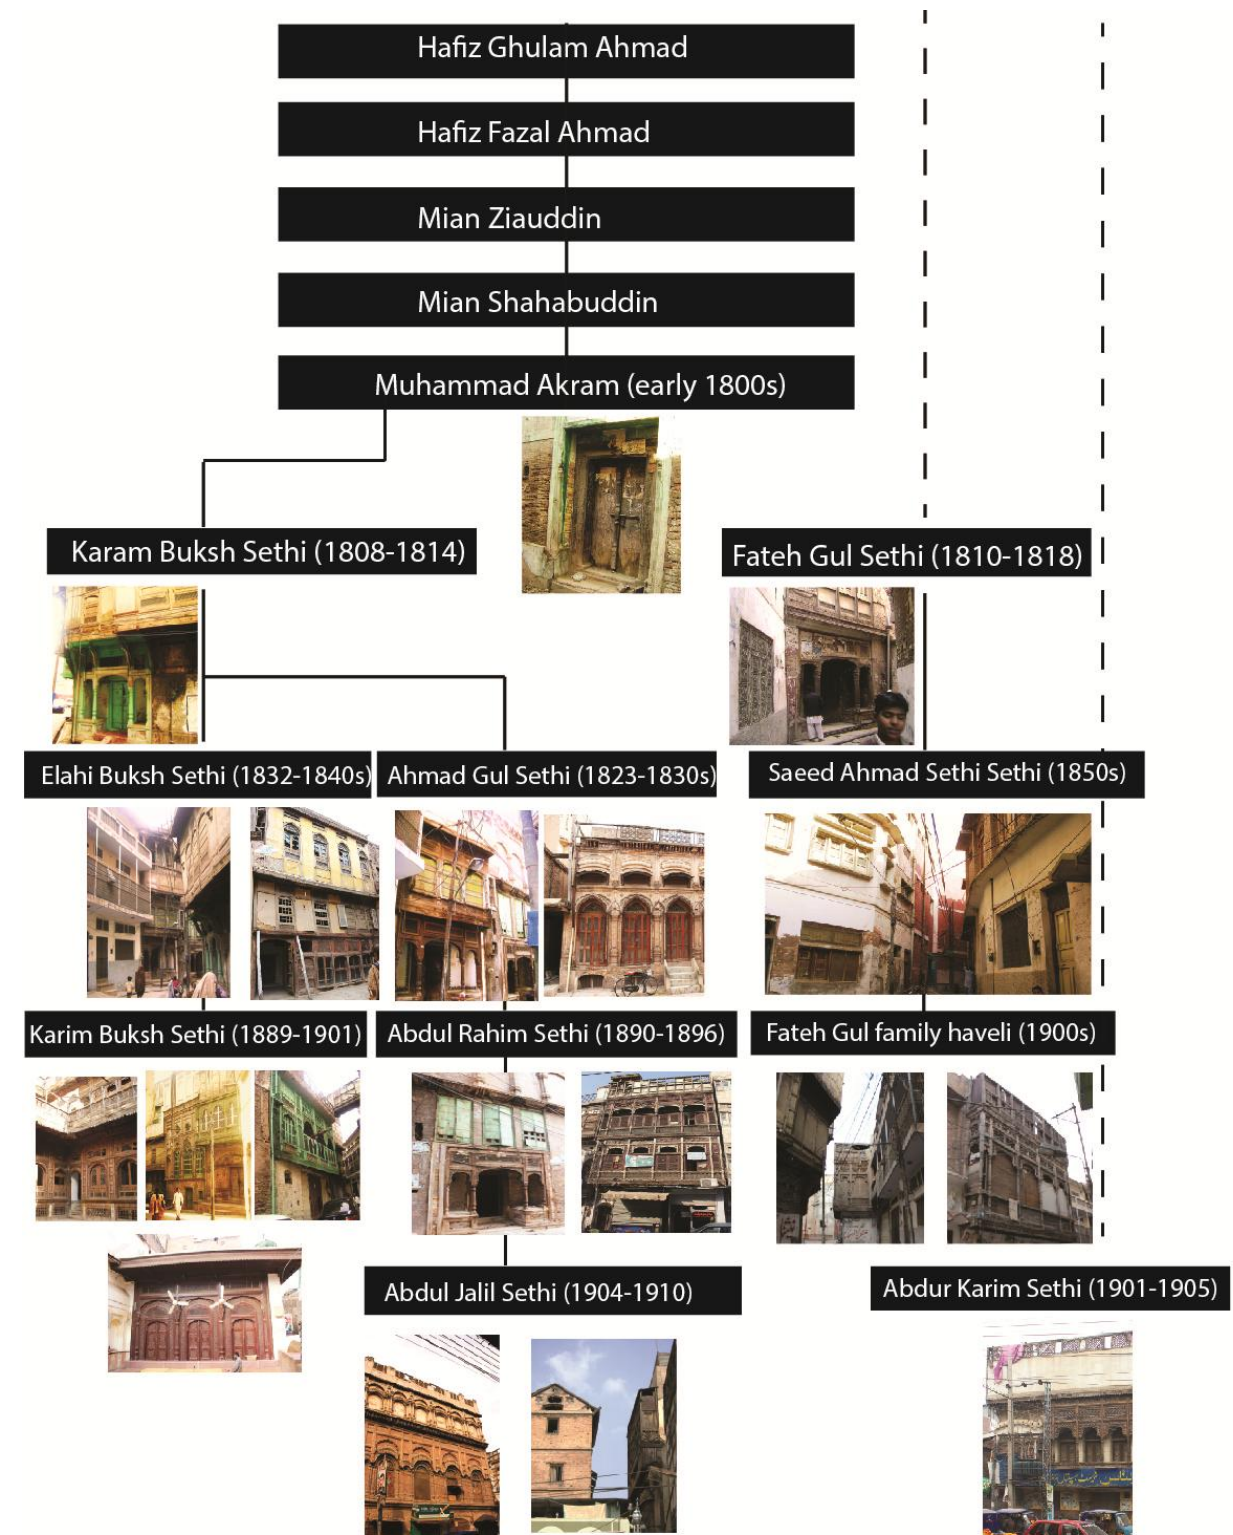 Hafiz Ghulam Ahmad
Hafiz Fazal Ahmad
Mian Ziauddin
Mian Shahabuddin
Muhammad Akram (early 1800s)
Karam Buksh Sethi (1808-1814)
Fateh Gul Sethi (1810-1818)
Elahi Buksh Sethi (1832-1840s)
Ahmad Gul Sethi (1823-1830s)
Saeed Ahmad Sethi Sethi (1850s)
Karim Buksh Sethi (1889-1901)
Abdul Rahim Sethi (1890-1896)
Fateh Gul family haveli (1900s)
Abdul Jalil Sethi (1904-1910)
Abdur Karim Sethi (1901-1905)